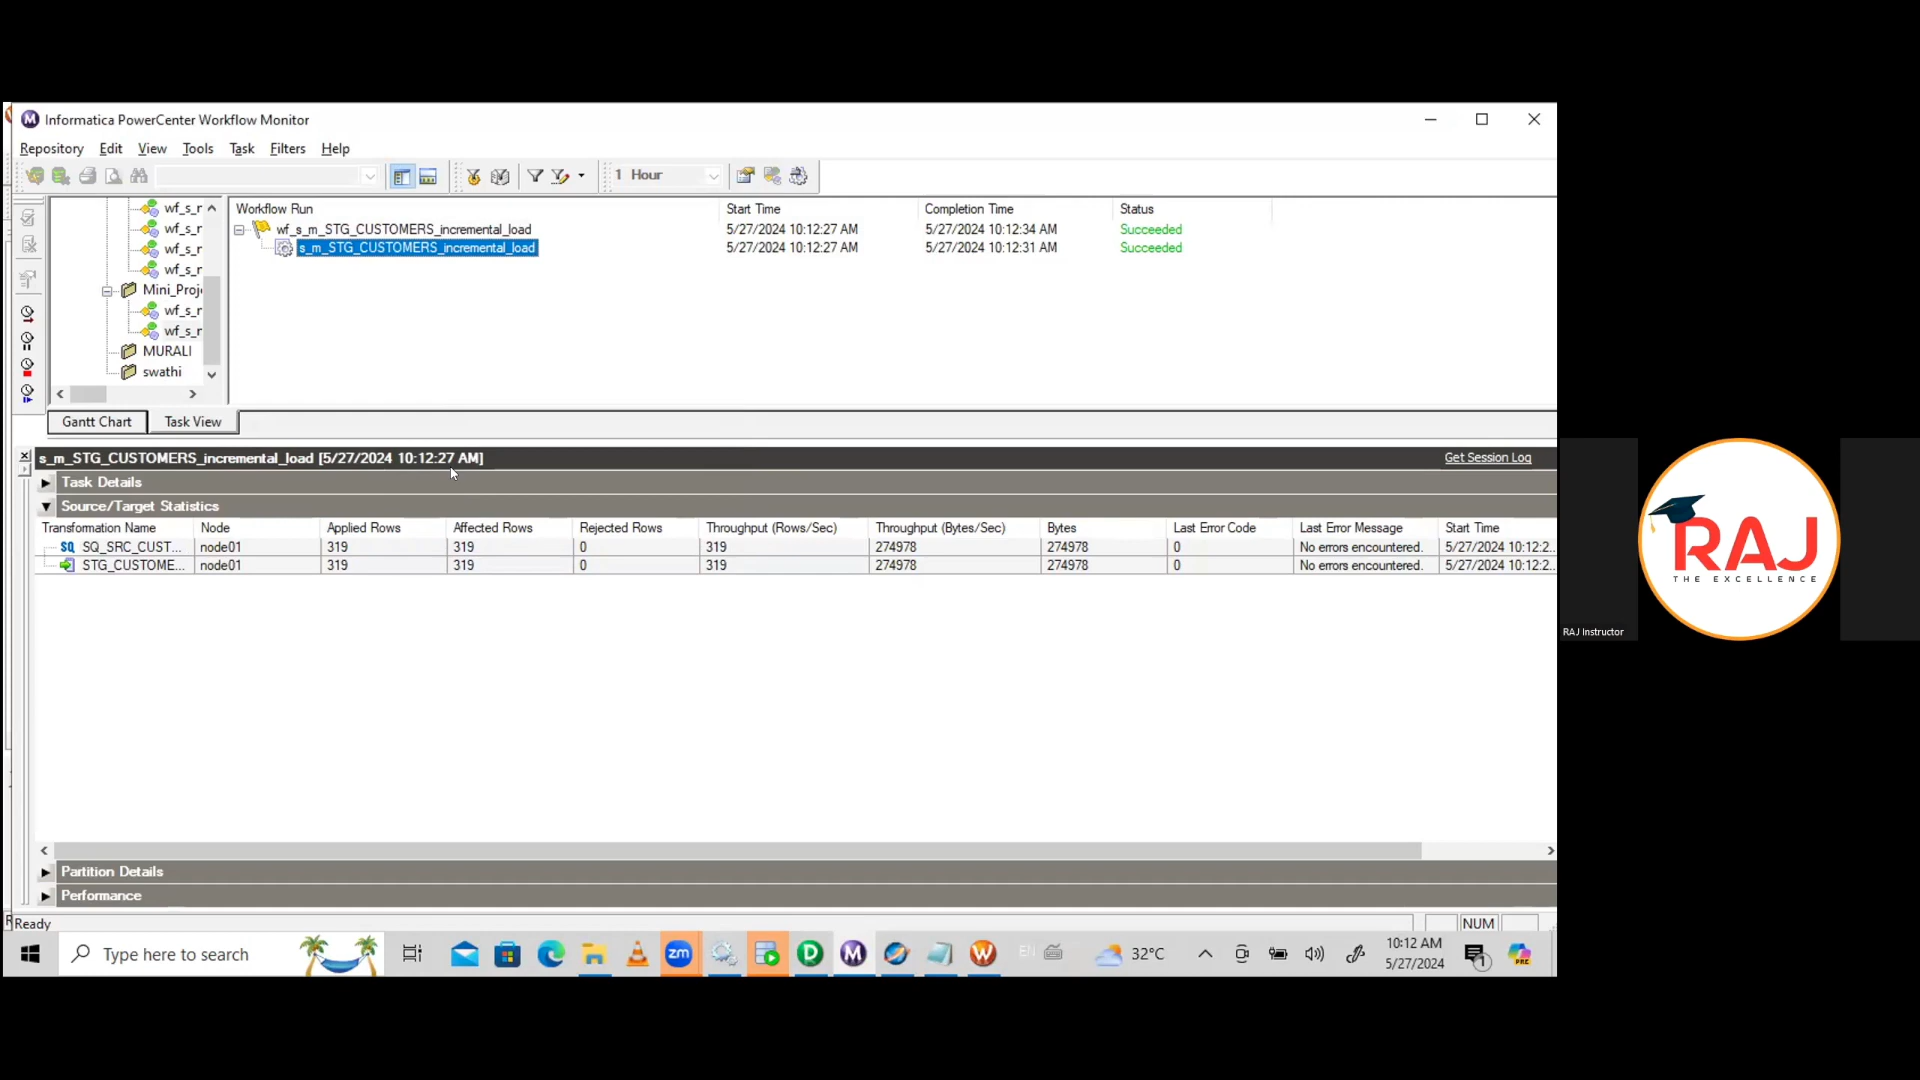 Informatica PowerCenter Workflow Monitor
Repository Edit View Tools Task Filters Help
1 Hour
wf_s_r
wf_s_r
wf_s_r
wf_s_r
Mini_Proj
wf_s_r
wf_s_r
MURALI
swathi
Workflow Run Start Time Completion Time Status
wf_s_m_STG_CUSTOMERS_incremental_load 5/27/2024 10:12:27 AM 5/27/2024 10:12:34 AM Succeeded
s_m_STG_CUSTOMERS_incremental_load 5/27/2024 10:12:27 AM 5/27/2024 10:12:31 AM Succeeded
Gantt Chart Task View
s_m_STG_CUSTOMERS_incremental_load [5/27/2024 10:12:27 AM] Get Session Log
Task Details
Source/Target Statistics
Transformation Name Node Applied Rows Affected Rows Rejected Rows Throughput (Rows/Sec) Throughput (Bytes/Sec) Bytes Last Error Code Last Error Message Start Time
SQ SQ_SRC_CUST... node01 319 319 0 319 274978 274978 0 No errors encountered. 5/27/2024 10:12:2...
STG_CUSTOME... node01 319 319 0 319 274978 274978 0 No errors encountered. 5/27/2024 10:12:2...
Partition Details
Performance
Ready NUM
Type here to search zm EN 32°C 10:12 AM
5/27/2024
1
PRE
RAJ
THE EXCELLENCE
RAJ Instructor